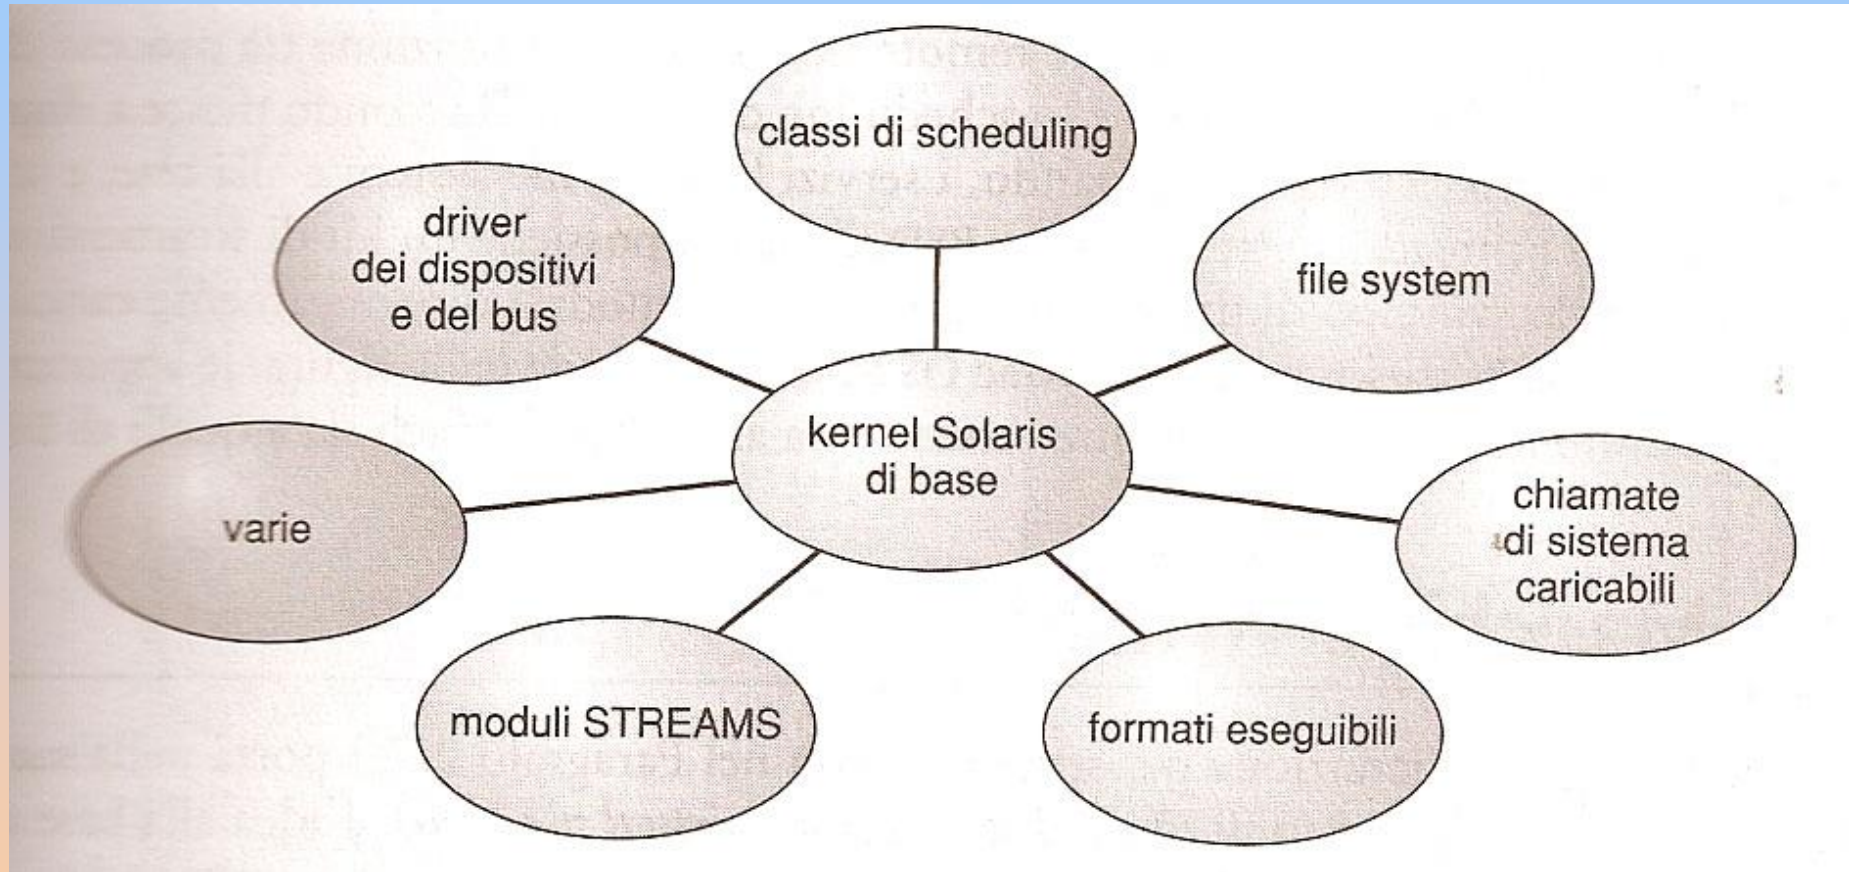 classi di scheduling
driver
dei dispositivi
e del bus
file system
kernel Solaris
di base
varie
chiamate
di sistema
caricabili
moduli STREAMS
formati eseguibili